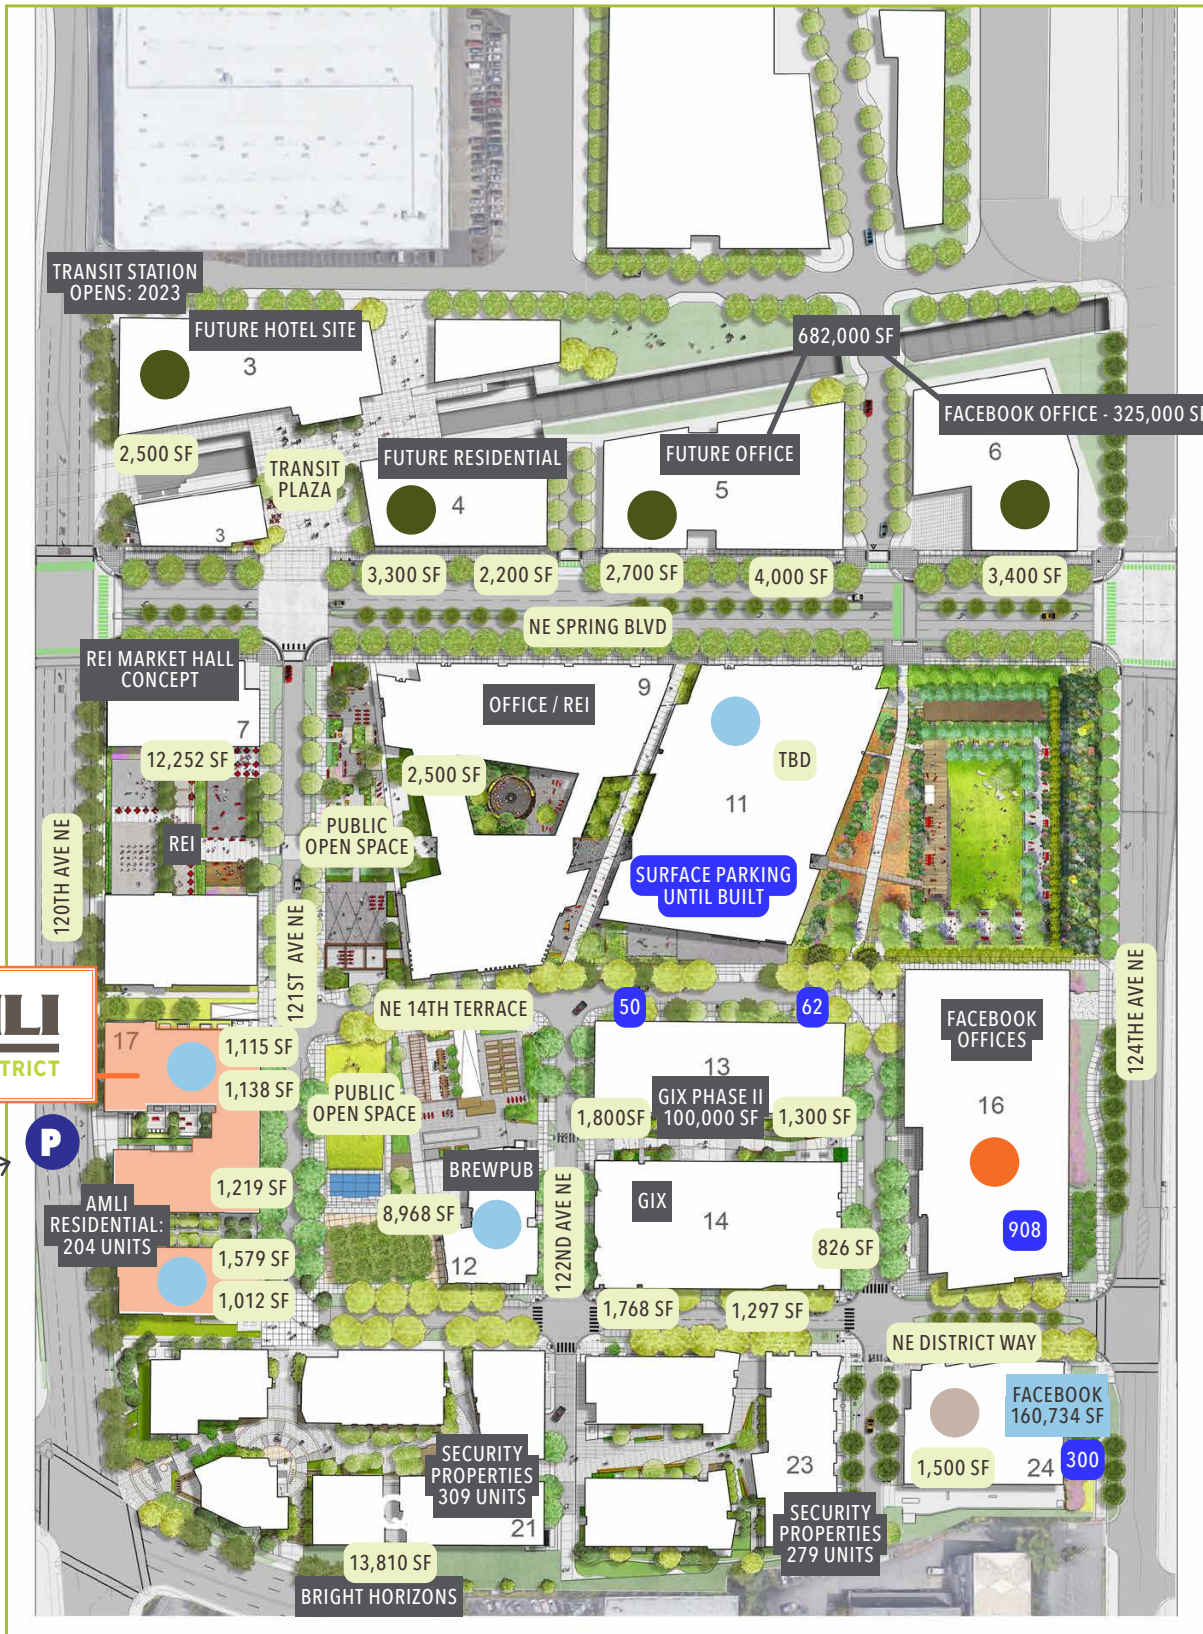 TRANSIT STATION
OPENS: 2023
FUTURE HOTEL SITE
3
682,000 SF
FACEBOOK OFFICE - 325,000 S
2,500 SF
TRANSIT
PLAZA
FUTURE RESIDENTIAL
4
FUTURE OFFICE
5
6
3
3,300 SF
2,200 SF
2,700 SF
4,000 SF
3,400 SF
NE SPRING BLVD
REI MARKET HALL
CONCEPT
7
12,252 SF
REI
120TH AVE NE
OFFICE / REI
9
2,500 SF
PUBLIC
OPEN SPACE
TBD
11
SURFACE PARKING
UNTIL BUILT
121ST AVE NE
NE 14TH TERRACE
50
62
124THE AVE NE
LI
TRICT
17
1,115 SF
1,138 SF
PUBLIC
OPEN SPACE
13
GIX PHASE II
100,000 SF
1,800SF
1,300 SF
FACEBOOK
OFFICES
16
P
1,219 SF
AMLI
RESIDENTIAL:
204 UNITS
1,579 SF
1,012 SF
BREWPUB
8,968 SF
12
122ND AVE NE
GIX
14
826 SF
908
1,768 SF
1,297 SF
NE DISTRICT WAY
FACEBOOK
160,734 SF
1,500 SF
24
300
SECURITY
PROPERTIES
309 UNITS
21
23
SECURITY
PROPERTIES
279 UNITS
13,810 SF
BRIGHT HORIZONS